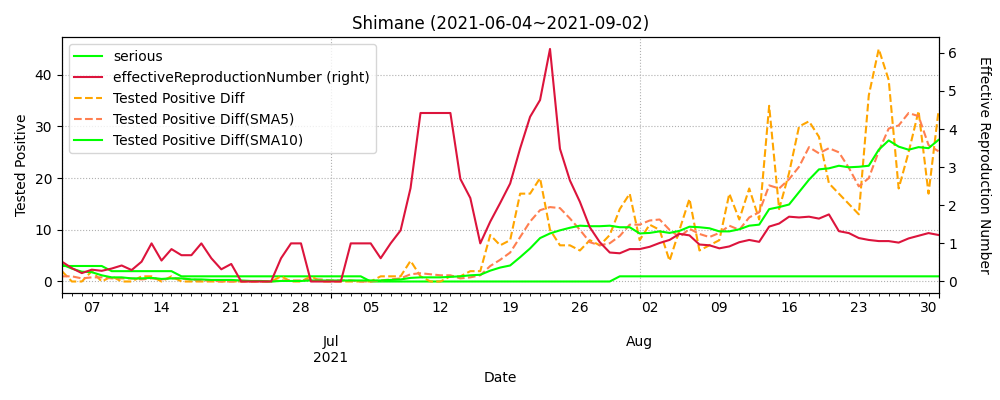 Shimane (2021-06-04~2021-09-02)
serious
effectiveReproductionNumber (right)
Tested Positive Diff
Tested Positive Diff(SMA5)
Tested Positive Diff(SMA10)
Tested Positive
40
30
20
10
0
Effective Reproduction Number
6
5
4
3
2
1
0
07 14 21 28 05 12 19 26 02 09 16 23 30
Jul Aug
2021
Date